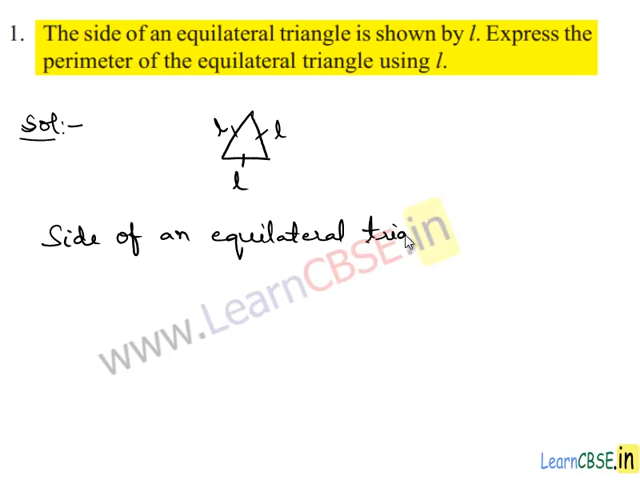 1. The side of an equilateral triangle is shown by l. Express the
perimeter of the equilateral triangle using l.
Sol:-
l l
l
Side of an equilateral tria
www.LearnCBSE.in
LearnCBSE.in